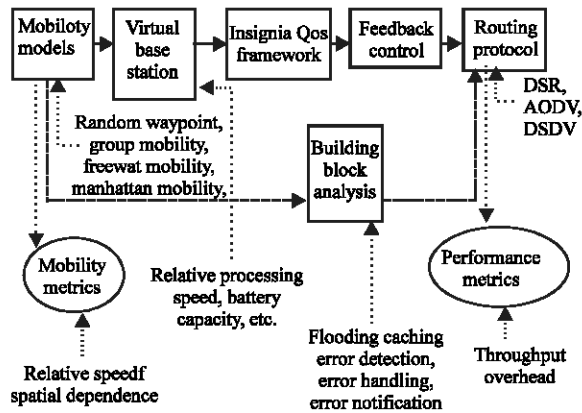 Mobiloty
models
Virtual
base
station
Insignia Qos
framework
Feedback
control
Routing
protocol
DSR,
AODV,
DSDV
Random waypoint,
group mobility,
freewat mobility,
manhattan mobility,
Building
block
analysis
Mobility
metrics
Relative processing
speed, battery
capacity, etc.
Performance
metrics
Flooding caching
error detection,
error handling,
error notification
Throughput
overhead
Relative speedf
spatial dependence